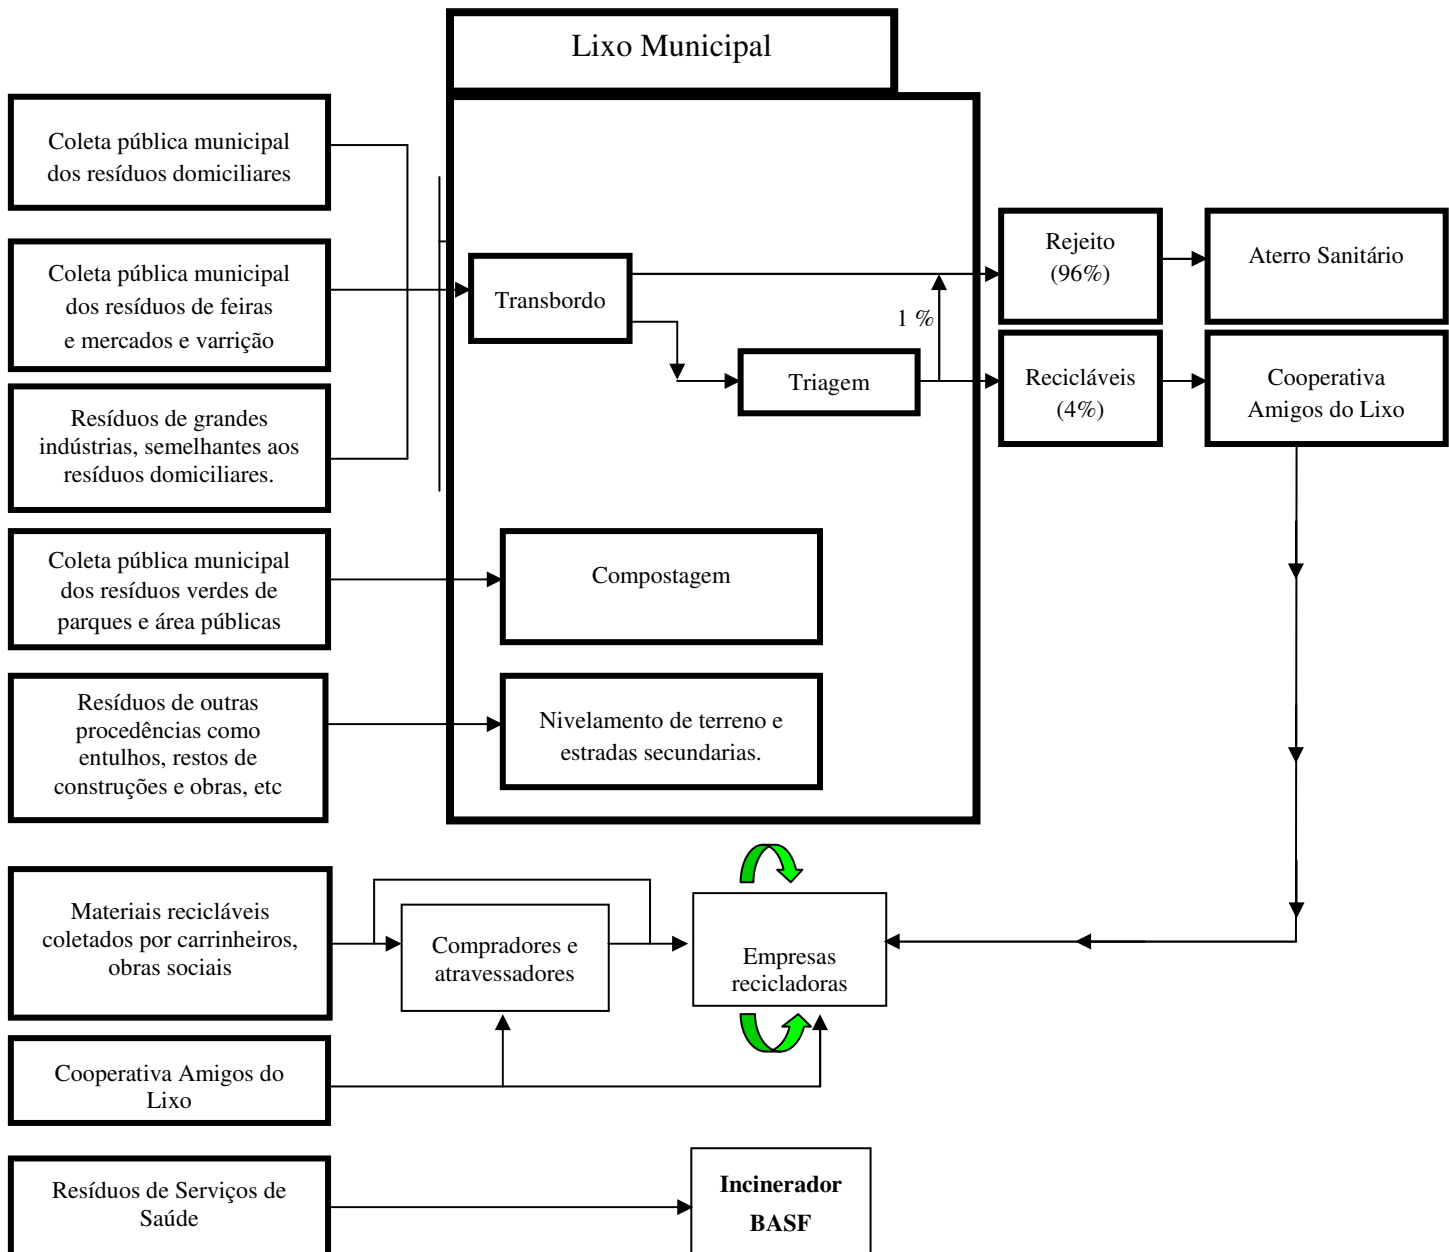 Lixo Municipal
Coleta pública municipal
dos resíduos domiciliares
Coleta pública municipal
dos resíduos de feiras
e mercados e varrição
Resíduos de grandes
indústrias, semelhantes aos
resíduos domiciliares.
Coleta pública municipal
dos resíduos verdes de
parques e área públicas
Resíduos de outras
procedências como
entulhos, restos de
construções e obras, etc
Transbordo
1 %
Triagem
Rejeito
(96%)
Aterro Sanitário
Recicláveis
(4%)
Cooperativa
Amigos do Lixo
Compostagem
Nivelamento de terreno e
estradas secundarias.
Materiais recicláveis
coletados por carrinheiros,
obras sociais
Compradores e
atravessadores
Empresas
recicladoras
Cooperativa Amigos do
Lixo
Resíduos de Serviços de
Saúde
Incinerador
BASF